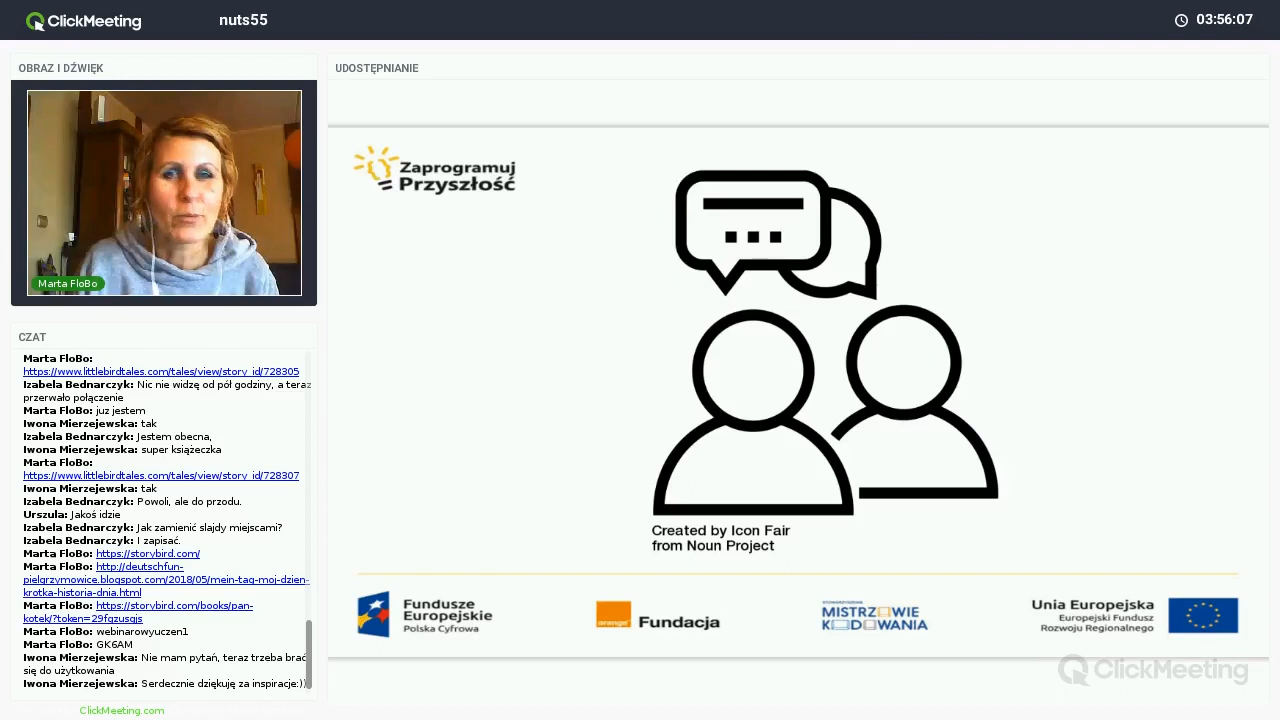 ClickMeeting
nuts55
03:56:07
OBRAZ I DŹWIĘK
UDOSTĘPNIANIE
Marta FloBo
CZAT
Marta FloBo:
https://www.littlebirdtales.com/tales/view/story_id/728305
Izabela Bednarczyk: Nic nie widzę od pół godziny, a teraz
przerwało połączenie
Marta FloBo: juz jestem
Iwona Mierzejewska: tak
Izabela Bednarczyk: Jestem obecna,
Iwona Mierzejewska: super książeczka
Marta FloBo:
https://www.littlebirdtales.com/tales/view/story_id/728307
Iwona Mierzejewska: tak
Izabela Bednarczyk: Powoli, ale do przodu.
Urszula: Jakoś idzie
Izabela Bednarczyk: Jak zamienić slajdy miejscami?
Izabela Bednarczyk: I zapisać.
Marta FloBo: https://storybird.com/
Marta FloBo: http://deutschfun-
pielgrzymowice.blogspot.com/2018/05/mein-tag-moj-dzien-
krotka-historia-dnia.html
Marta FloBo: https://storybird.com/books/pan-
kotek/?token=29fgzusgjs
Marta FloBo: webinarowyuczen1
Marta FloBo: GK6AM
Iwona Mierzejewska: Nie mam pytań, teraz trzeba brać
się do użytkowania
Iwona Mierzejewska: Serdecznie dziękuję za inspiracje:))
ClickMeeting.com
Zaprogramuj
Przyszłość
Created by Icon Fair
from Noun Project
Fundusze
Europejskie
Polska Cyfrowa
orange
Fundacja
STOWARZYSZENIE
MISTRZOWIE
KODOWANIA
Unia Europejska
Europejski Fundusz
Rozwoju Regionalnego
ClickMeeting